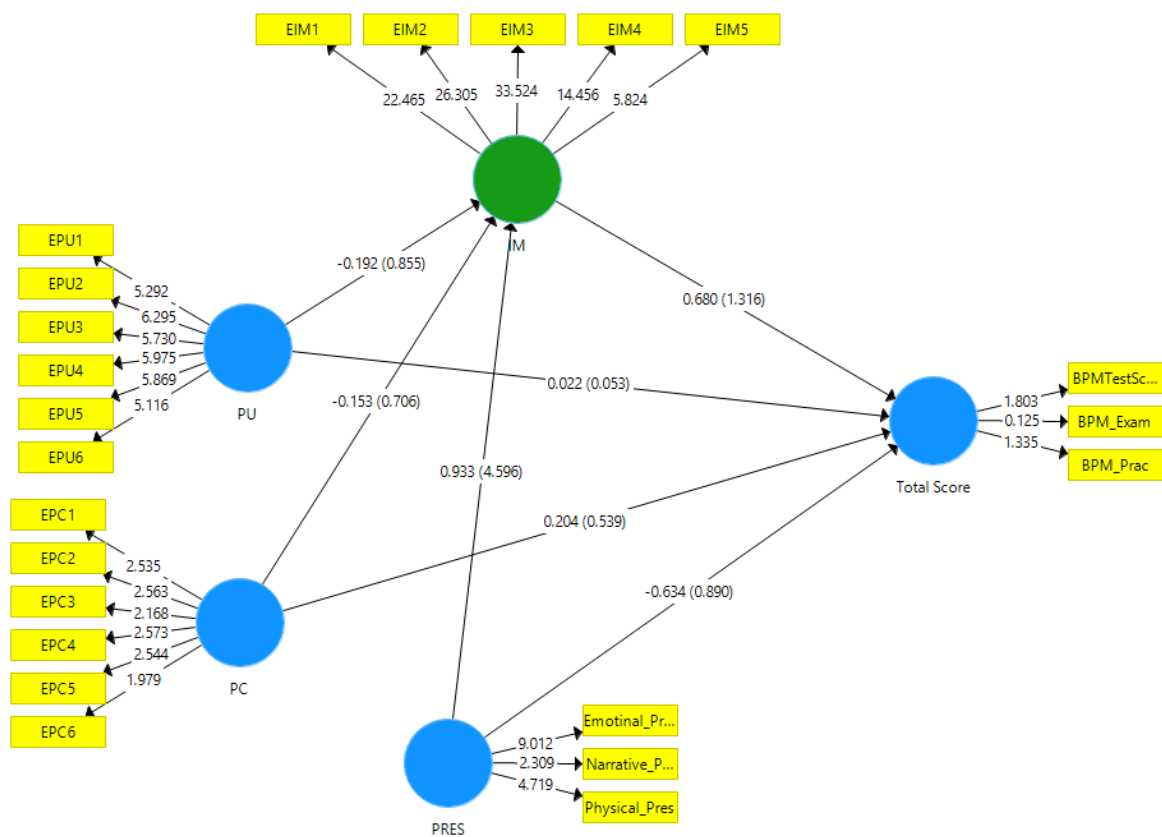 EIM1
EIM2
EIM3
EIM4
EIM5
22.465
26.305
33.524
14.456
5.824
IM
EPU1
EPU2
EPU3
EPU4
EPU5
EPU6
5.292
6.295
5.730
5.975
5.869
5.116
PU
-0.192 (0.855)
0.680 (1.316)
0.022 (0.053)
-0.153 (0.706)
0.933 (4.596)
0.204 (0.539)
-0.634 (0.890)
BPMTestSc...
BPM_Exam
BPM_Prac
1.803
0.125
1.335
Total Score
EPC1
EPC2
EPC3
EPC4
EPC5
EPC6
2.535
2.563
2.168
2.573
2.544
1.979
PC
Emotinal_Pr...
Narrative_P...
Physical_Pres
9.012
2.309
4.719
PRES